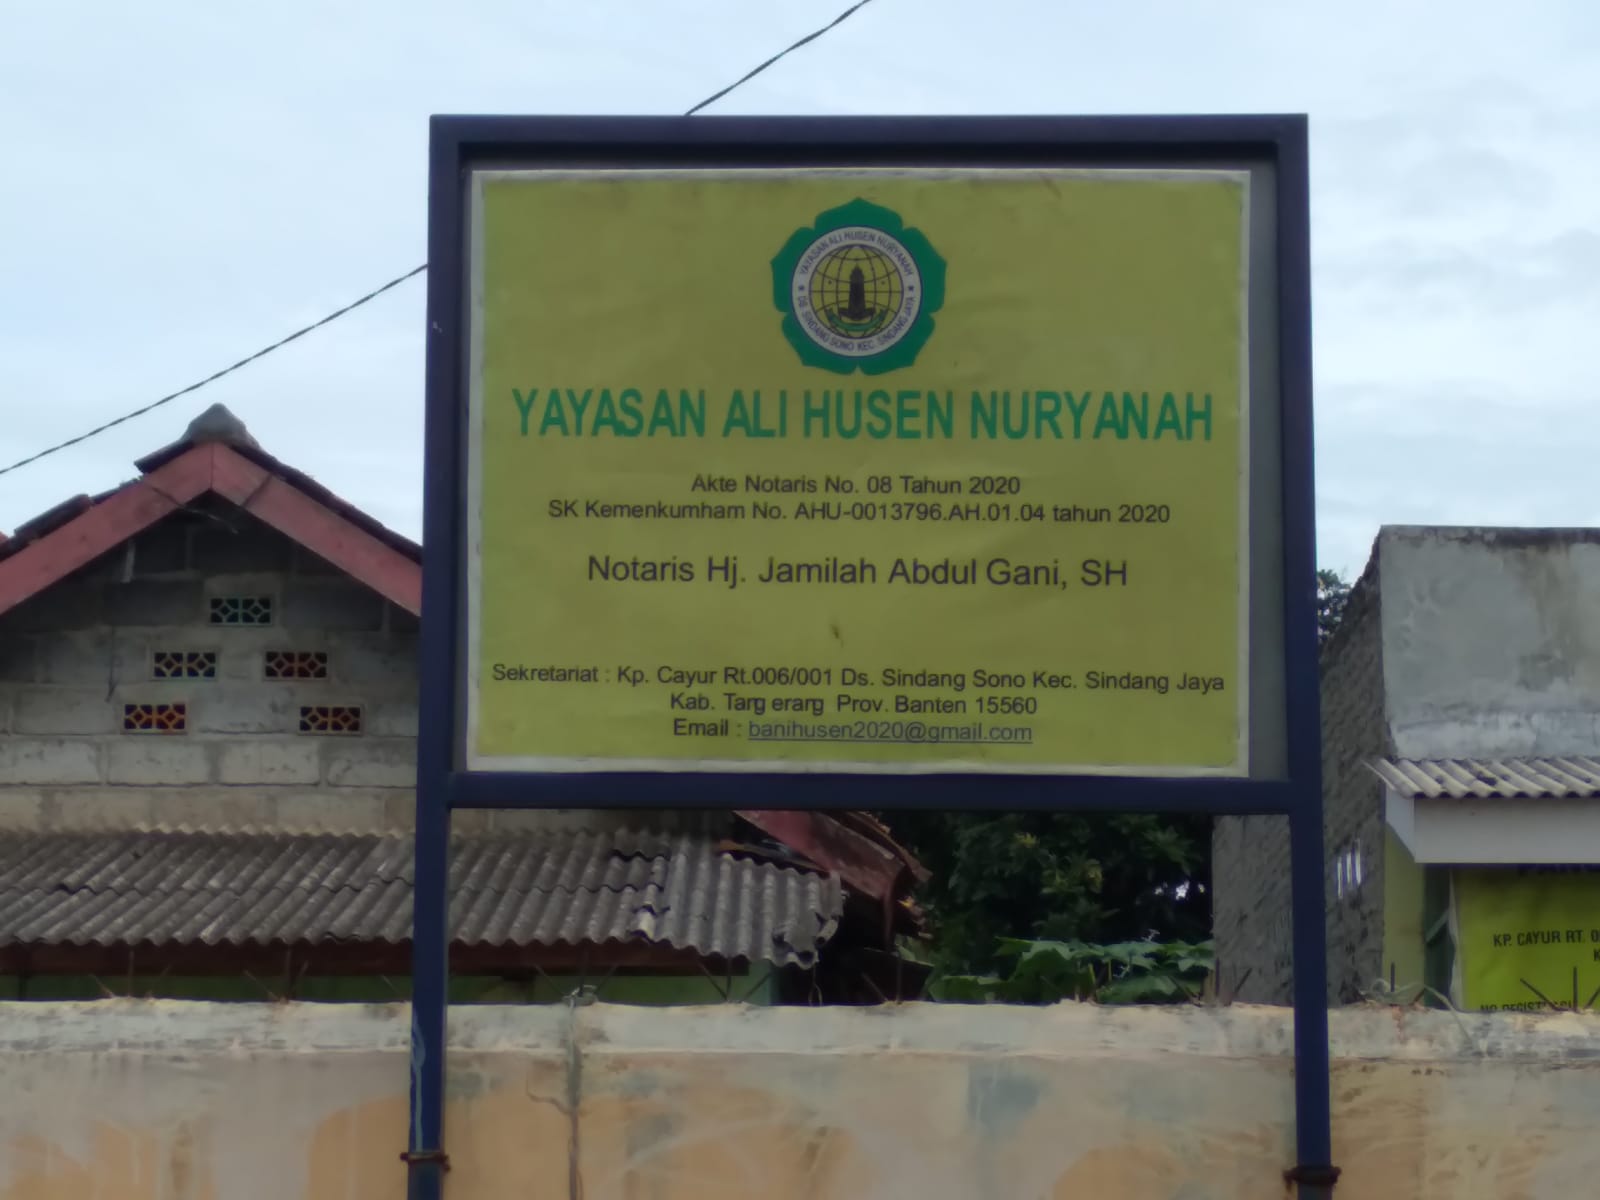 YAYASAN ALI HUSEN NURYANAH
DS. SINDANG SONO KEC. SINDANG JAYA
YAYASAN ALI HUSEN NURYANAH
Akte Notaris No. 08 Tahun 2020
SK Kemenkumham No. AHU-0013796.AH.01.04 tahun 2020
Notaris Hj. Jamilah Abdul Gani, SH
Sekretariat : Kp. Cayur Rt.006/001 Ds. Sindang Sono Kec. Sindang Jaya
Kab. Tangerang Prov. Banten 15560
Email : banihusen2020@gmail.com
KP. CAYUR RT. 0
K